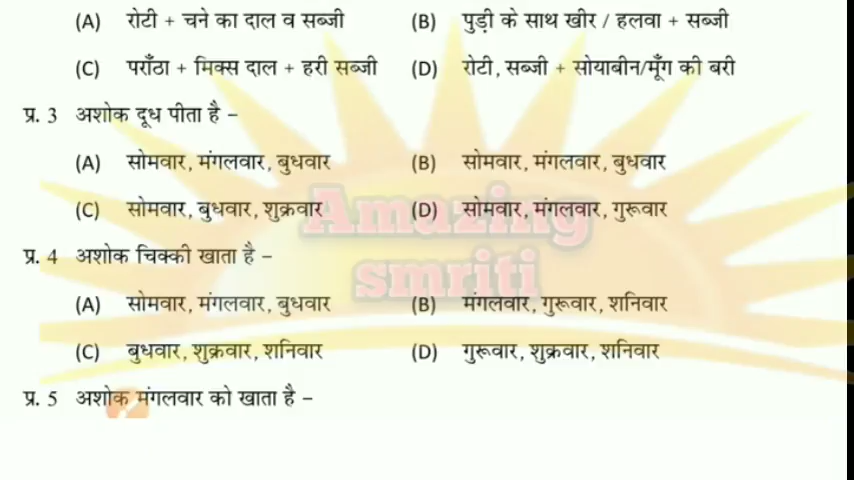 (A) रोटी + चने का दाल व सब्जी (B) पुड़ी के साथ खीर / हलवा + सब्जी
(C) पराँठा + मिक्स दाल + हरी सब्जी (D) रोटी, सब्जी + सोयाबीन/मूँग की बरी
प्र. 3 अशोक दूध पीता है –
(A) सोमवार, मंगलवार, बुधवार (B) सोमवार, मंगलवार, बुधवार
(C) सोमवार, बुधवार, शुक्रवार (D) सोमवार, मंगलवार, गुरूवार
Amazing
प्र. 4 अशोक चिक्की खाता है –
smriti
(A) सोमवार, मंगलवार, बुधवार (B) मंगलवार, गुरूवार, शनिवार
(C) बुधवार, शुक्रवार, शनिवार (D) गुरूवार, शुक्रवार, शनिवार
प्र. 5 अशोक मंगलवार को खाता है –